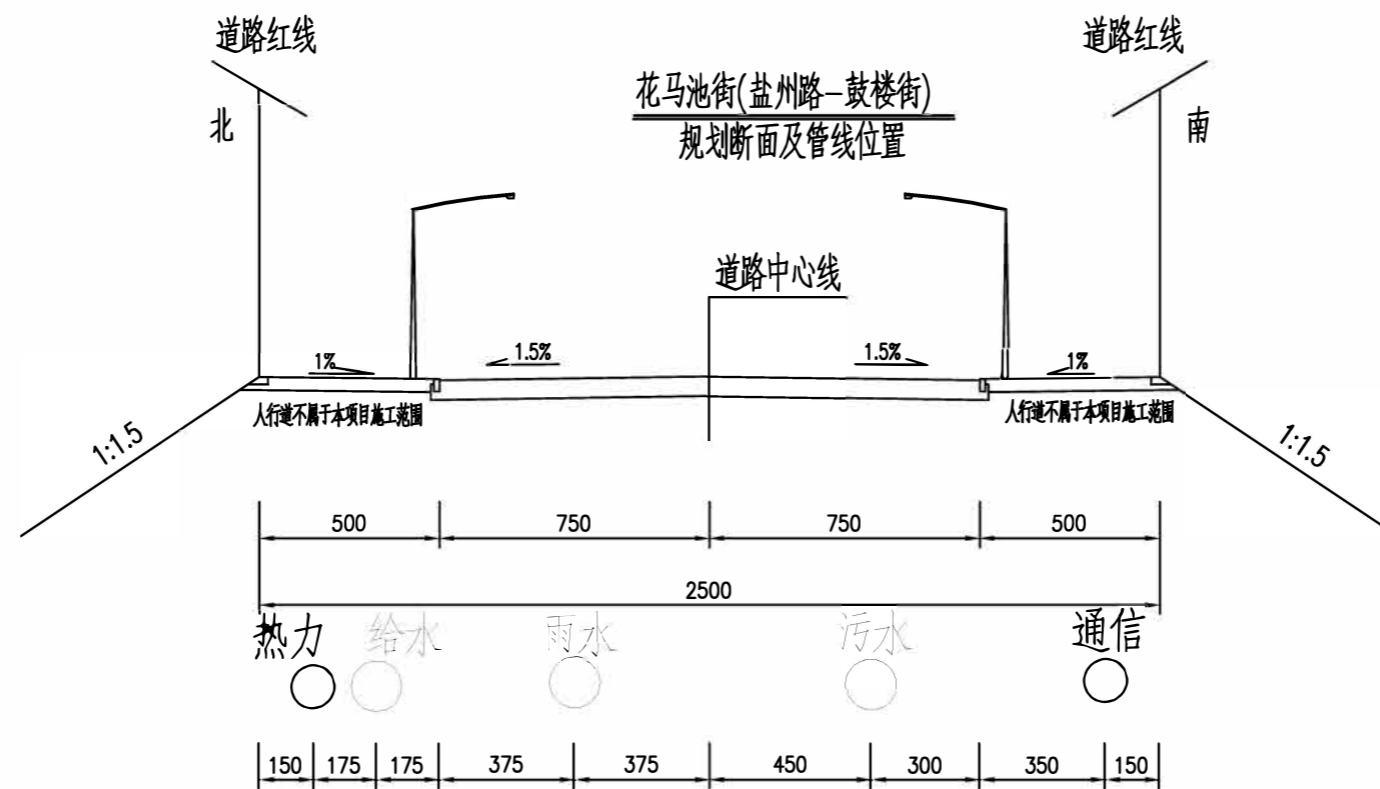 道路红线
道路红线
花马池街(盐州路-鼓楼街)
北
南
规划断面及管线位置
道路中心线
1%
1.5%
1.5%
1%
人行道不属于本项目施工范围
人行道不属于本项目施工范围
1:1.5
1:1.5
500
750
750
500
2500
热力
给水
雨水
污水
通信
150
175
175
375
375
450
300
350
150